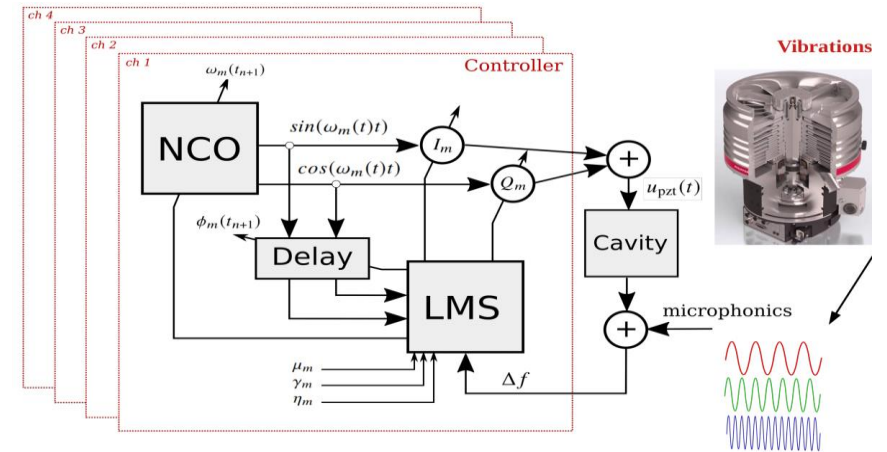 ch 4
ch 3
ch 2
ch 1
Controller
Vibrations
ωₘ(tₙ₊₁)
NCO
sin(ωₘ(t)t)
Iₘ
+
cos(ωₘ(t)t)
Qₘ
u_pzt(t)
ϕₘ(tₙ₊₁)
Delay
Cavity
LMS
+
microphonics
μₘ
γₘ
ηₘ
Δf